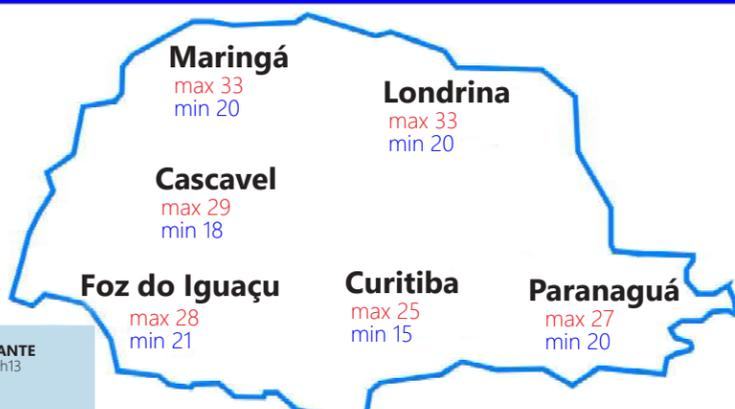 Maringá
max 33
min 20
Londrina
max 33
min 20
Cascavel
max 29
min 18
Foz do Iguaçu
max 28
min 21
Curitiba
max 25
min 15
Paranaguá
max 27
min 20
ANTE
h13